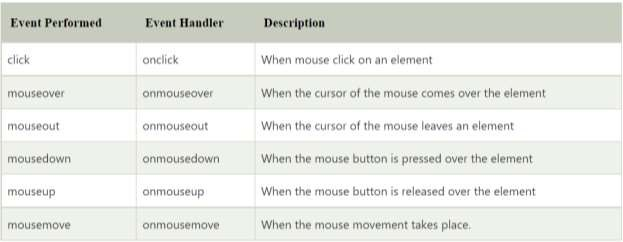 Event Performed Event Handler Description
click onclick When mouse click on an element
mouseover onmouseover When the cursor of the mouse comes over the element
mouseout onmouseout When the cursor of the mouse leaves an element
mousedown onmousedown When the mouse button is pressed over the element
mouseup onmouseup When the mouse button is released over the element
mousemove onmousemove When the mouse movement takes place.